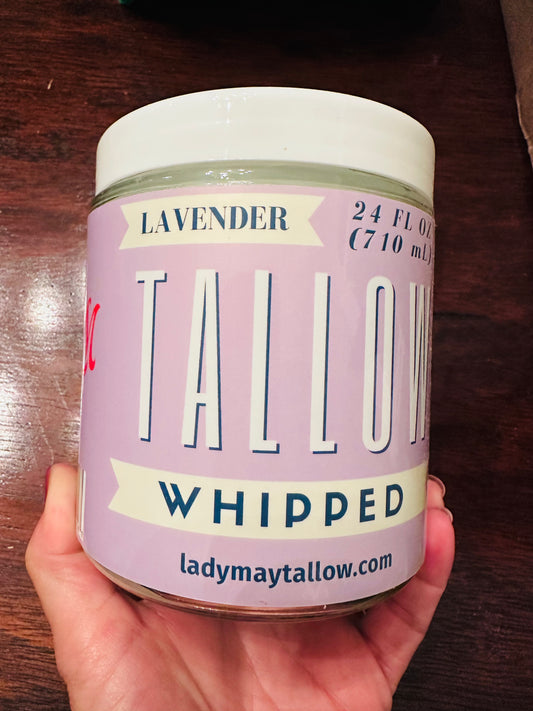 LAVENDER
24 FL OZ
(710 mL)
TALLOW
WHIPPED
ladymaytallow.com